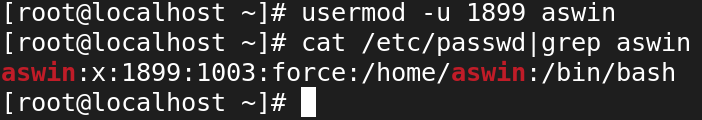 [root@localhost ~]# usermod -u 1899 aswin
[root@localhost ~]# cat /etc/passwd|grep aswin
aswin:x:1899:1003:force:/home/aswin:/bin/bash
[root@localhost ~]#